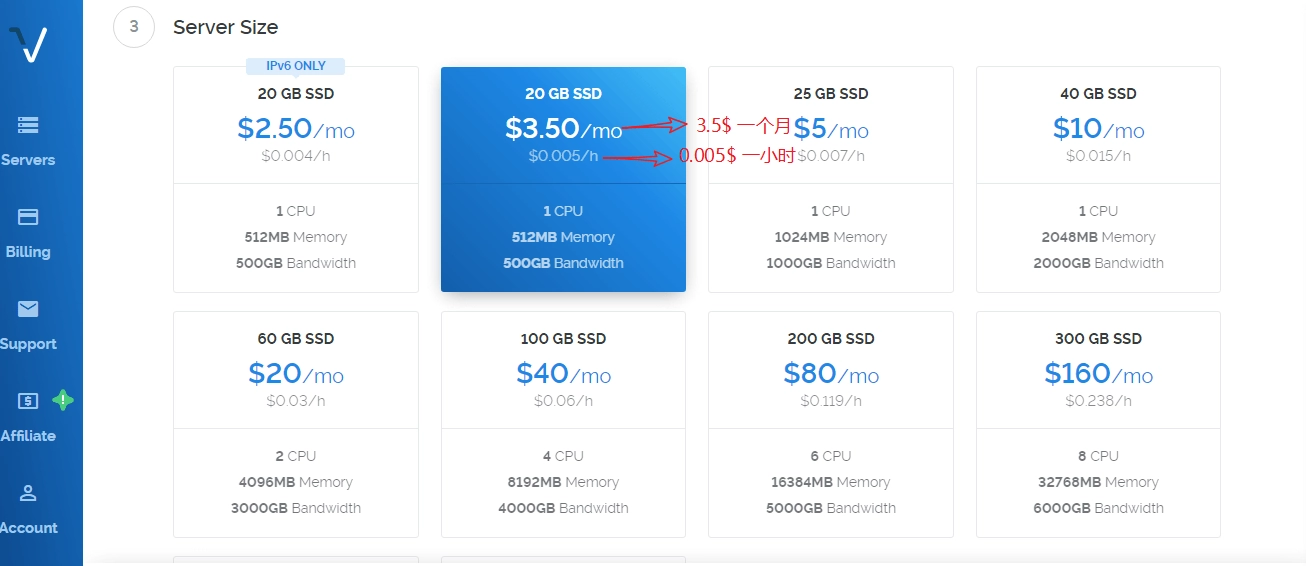 3
Server Size
IPv6 ONLY
20 GB SSD
$2.50/mo
$0.004/h
1 CPU
512MB Memory
500GB Bandwidth
20 GB SSD
$3.50/mo
3.5$ 一个月
$0.005/h
0.005$ 一小时
1 CPU
512MB Memory
500GB Bandwidth
25 GB SSD
$5/mo
$0.007/h
1 CPU
1024MB Memory
1000GB Bandwidth
40 GB SSD
$10/mo
$0.015/h
1 CPU
2048MB Memory
2000GB Bandwidth
60 GB SSD
$20/mo
$0.03/h
2 CPU
4096MB Memory
3000GB Bandwidth
100 GB SSD
$40/mo
$0.06/h
4 CPU
8192MB Memory
4000GB Bandwidth
200 GB SSD
$80/mo
$0.119/h
6 CPU
16384MB Memory
5000GB Bandwidth
300 GB SSD
$160/mo
$0.238/h
8 CPU
32768MB Memory
6000GB Bandwidth
Servers
Billing
Support
Affiliate
Account